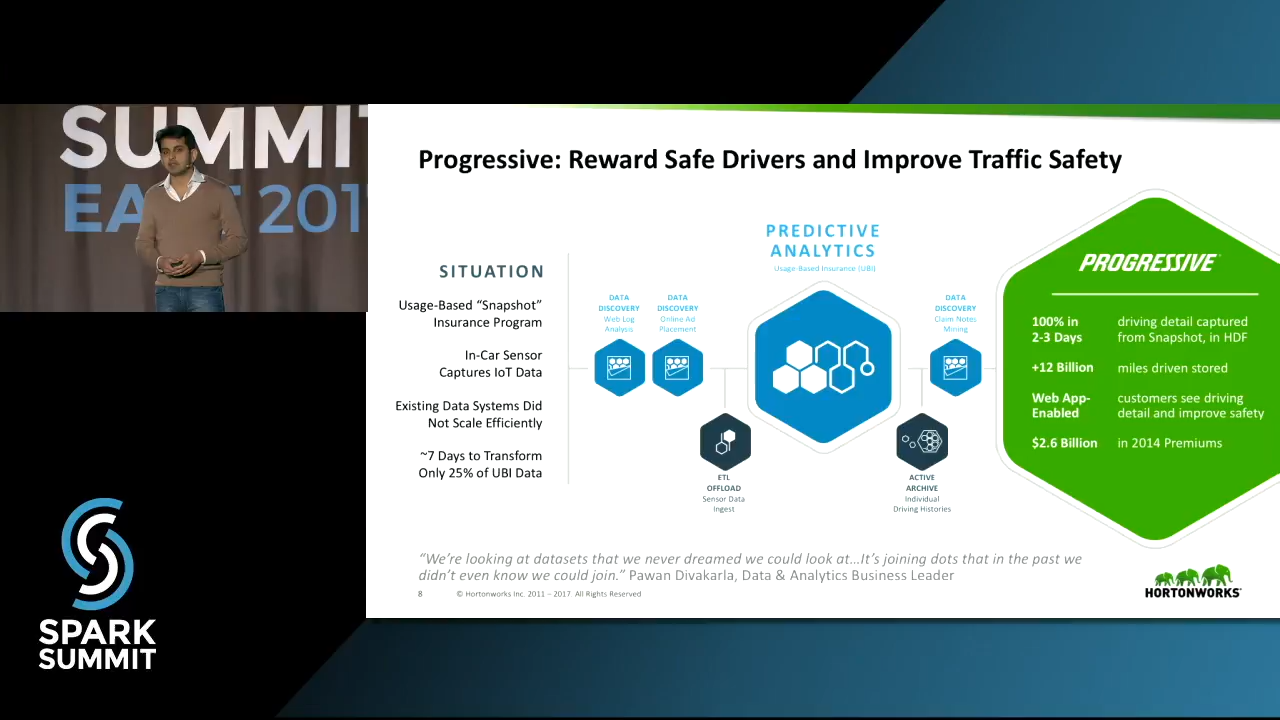 SUMMIT
EA 201
SPARK
SUMMIT
Progressive: Reward Safe Drivers and Improve Traffic Safety
SITUATION
Usage-Based “Snapshot”
Insurance Program
In-Car Sensor
Captures IoT Data
Existing Data Systems Did
Not Scale Efficiently
~7 Days to Transform
Only 25% of UBI Data
DATA
DISCOVERY
Web Log
Analysis
DATA
DISCOVERY
Online Ad
Placement
PREDICTIVE
ANALYTICS
Usage-Based Insurance (UBI)
DATA
DISCOVERY
Claim Notes
Mining
ETL
OFFLOAD
Sensor Data
Ingest
ACTIVE
ARCHIVE
Individual
Driving Histories
PROGRESSIVE
100% in driving detail captured
2-3 Days from Snapshot, in HDF
+12 Billion miles driven stored
Web App- customers see driving
Enabled detail and improve safety
$2.6 Billion in 2014 Premiums
“We’re looking at datasets that we never dreamed we could look at…It’s joining dots that in the past we
didn’t even know we could join.” Pawan Divakarla, Data & Analytics Business Leader
8 © Hortonworks Inc. 2011 – 2017. All Rights Reserved
HORTONWORKS